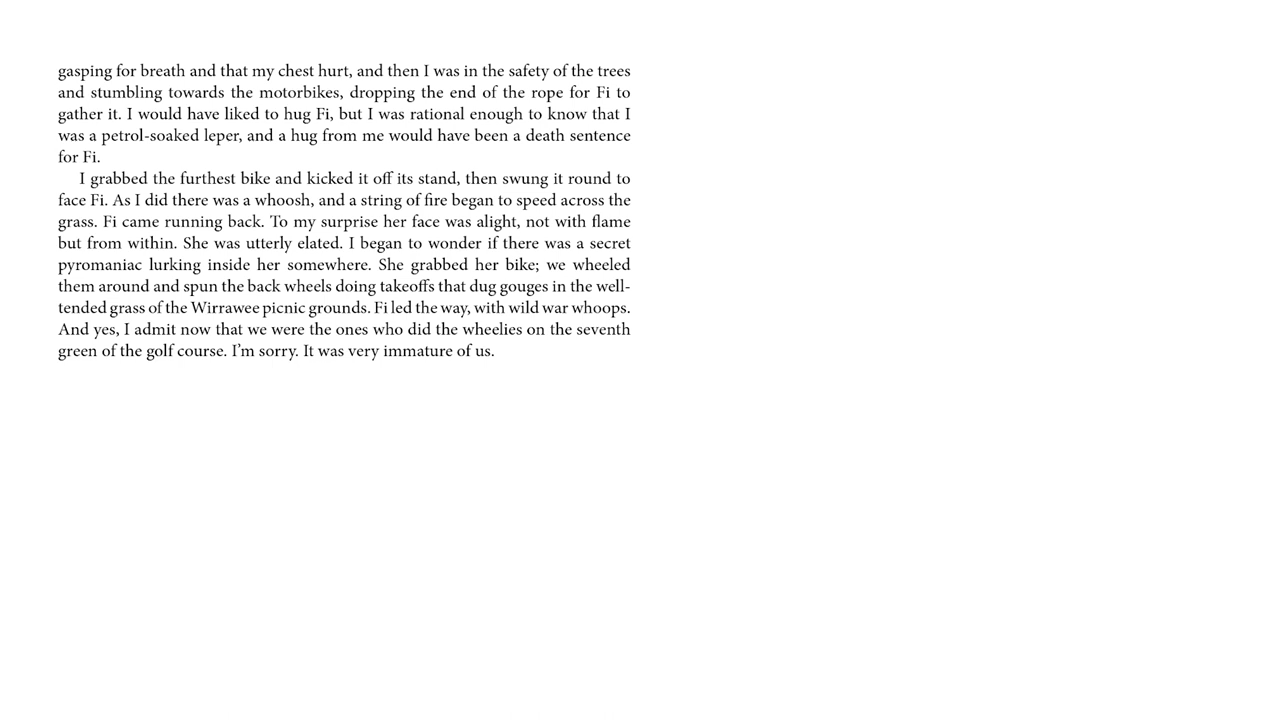 gasping for breath and that my chest hurt, and then I was in the safety of the trees
and stumbling towards the motorbikes, dropping the end of the rope for Fi to
gather it. I would have liked to hug Fi, but I was rational enough to know that I
was a petrol-soaked leper, and a hug from me would have been a death sentence
for Fi.
I grabbed the furthest bike and kicked it off its stand, then swung it round to
face Fi. As I did there was a whoosh, and a string of fire began to speed across the
grass. Fi came running back. To my surprise her face was alight, not with flame
but from within. She was utterly elated. I began to wonder if there was a secret
pyromaniac lurking inside her somewhere. She grabbed her bike; we wheeled
them around and spun the back wheels doing takeoffs that dug gouges in the well-
tended grass of the Wirrawee picnic grounds. Fi led the way, with wild war whoops.
And yes, I admit now that we were the ones who did the wheelies on the seventh
green of the golf course. I’m sorry. It was very immature of us.